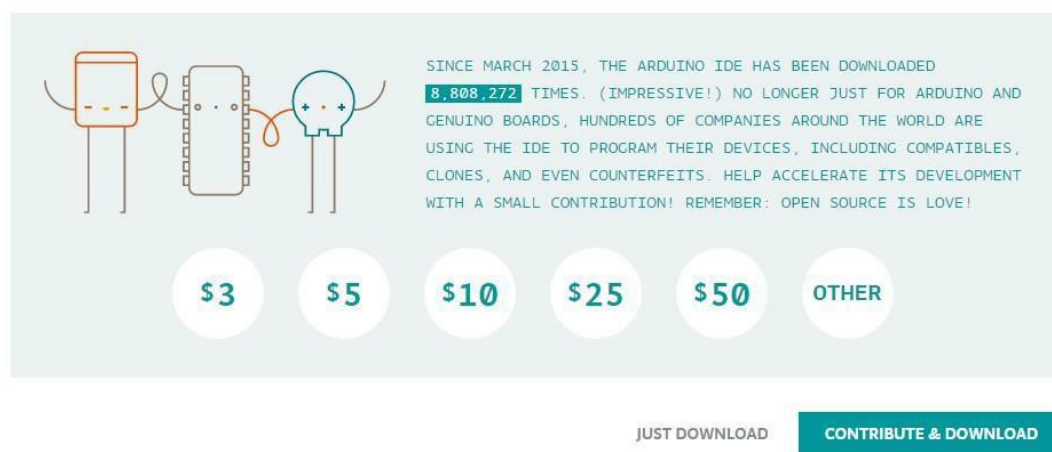 SINCE MARCH 2015, THE ARDUINO IDE HAS BEEN DOWNLOADED
8,808,272 TIMES. (IMPRESSIVE!) NO LONGER JUST FOR ARDUINO AND
GENUINO BOARDS, HUNDREDS OF COMPANIES AROUND THE WORLD ARE
USING THE IDE TO PROGRAM THEIR DEVICES, INCLUDING COMPATIBLES,
CLONES, AND EVEN COUNTERFEITS. HELP ACCELERATE ITS DEVELOPMENT
WITH A SMALL CONTRIBUTION! REMEMBER: OPEN SOURCE IS LOVE!
$3 $5 $10 $25 $50 OTHER
JUST DOWNLOAD CONTRIBUTE & DOWNLOAD